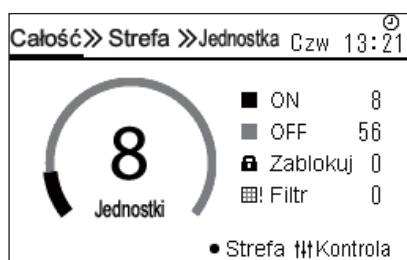 Całość» Strefa »Jednostka Czw 13:21
ON 8
OFF 56
Zablokuj 0
! Filtr 0
8
Jednostki
Strefa Kontrola